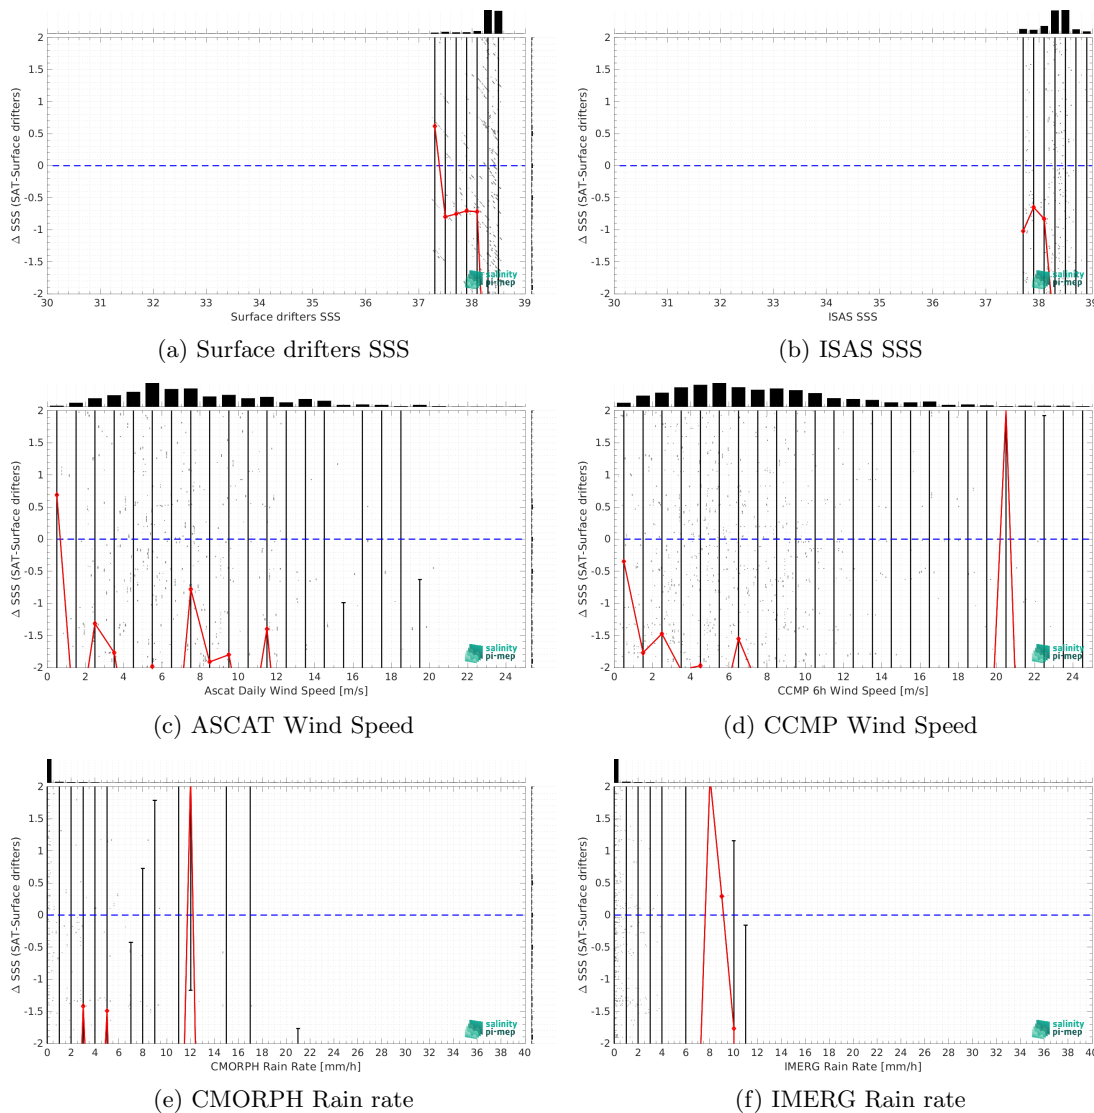 2
1.5
1
0.5
0
-0.5
-1
-1.5
-2
Δ SSS (SAT-Surface drifters)
30 31 32 33 34 35 36 37 38 39
Surface drifters SSS
salinity
pi-mep
(a) Surface drifters SSS
2
1.5
1
0.5
0
-0.5
-1
-1.5
-2
Δ SSS (SAT-Surface drifters)
30 31 32 33 34 35 36 37 38 39
ISAS SSS
salinity
pi-mep
(b) ISAS SSS
2
1.5
1
0.5
0
-0.5
-1
-1.5
-2
Δ SSS (SAT-Surface drifters)
0 2 4 6 8 10 12 14 16 18 20 22 24
Ascat Daily Wind Speed [m/s]
salinity
pi-mep
(c) ASCAT Wind Speed
2
1.5
1
0.5
0
-0.5
-1
-1.5
-2
Δ SSS (SAT-Surface drifters)
0 2 4 6 8 10 12 14 16 18 20 22 24
CCMP 6h Wind Speed [m/s]
salinity
pi-mep
(d) CCMP Wind Speed
2
1.5
1
0.5
0
-0.5
-1
-1.5
-2
Δ SSS (SAT-Surface drifters)
0 2 4 6 8 10 12 14 16 18 20 22 24 26 28 30 32 34 36 38 40
CMORPH Rain Rate [mm/h]
salinity
pi-mep
(e) CMORPH Rain rate
2
1.5
1
0.5
0
-0.5
-1
-1.5
-2
Δ SSS (SAT-Surface drifters)
0 2 4 6 8 10 12 14 16 18 20 22 24 26 28 30 32 34 36 38 40
IMERG Rain Rate [mm/h]
salinity
pi-mep
(f) IMERG Rain rate